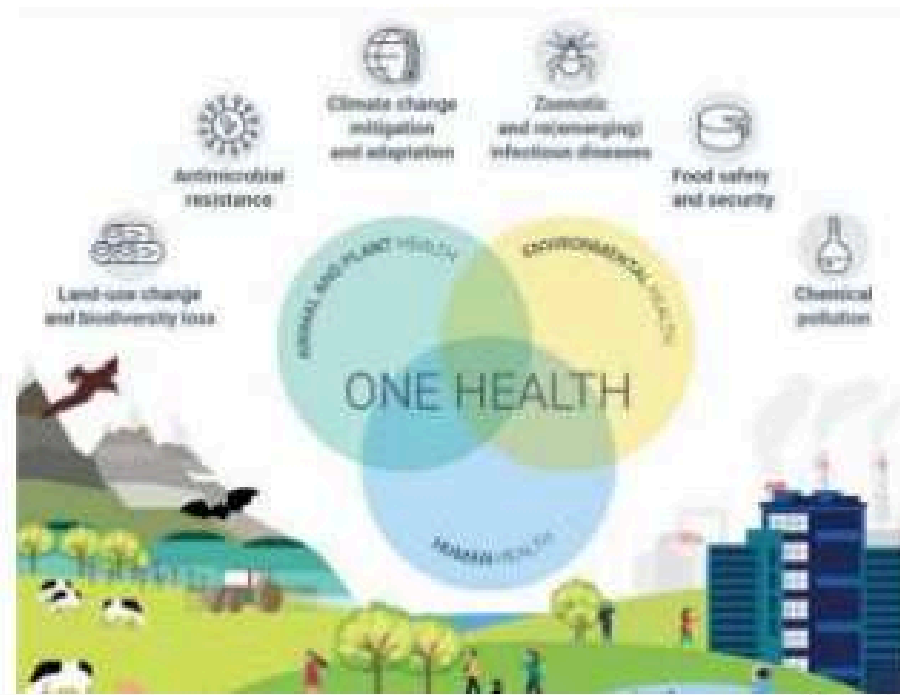 Climate change
mitigation
and adaptation
Zoonotic
and re(emerging)
infectious diseases
Antimicrobial
resistance
Food safety
and security
Land-use change
and biodiversity loss
Chemical
pollution
ANIMAL AND PLANT HEALTH
ENVIRONMENTAL HEALTH
ONE HEALTH
HUMAN HEALTH